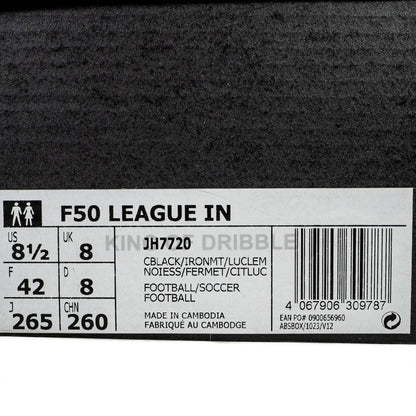 F50 LEAGUE IN
US
8½
UK
8
F
42
D
8
J
265
CHN
260
KING OF DRIBBLE
JH7720
CBLACK/IRONMT/LUCLEM
NOIESS/FERMET/CITLUC
FOOTBALL/SOCCER
FOOTBALL
MADE IN CAMBODIA
FABRIQUÉ AU CAMBODGE
4 067906 309787
EAN PO# 0900656960
ABSBOX/1023/V12